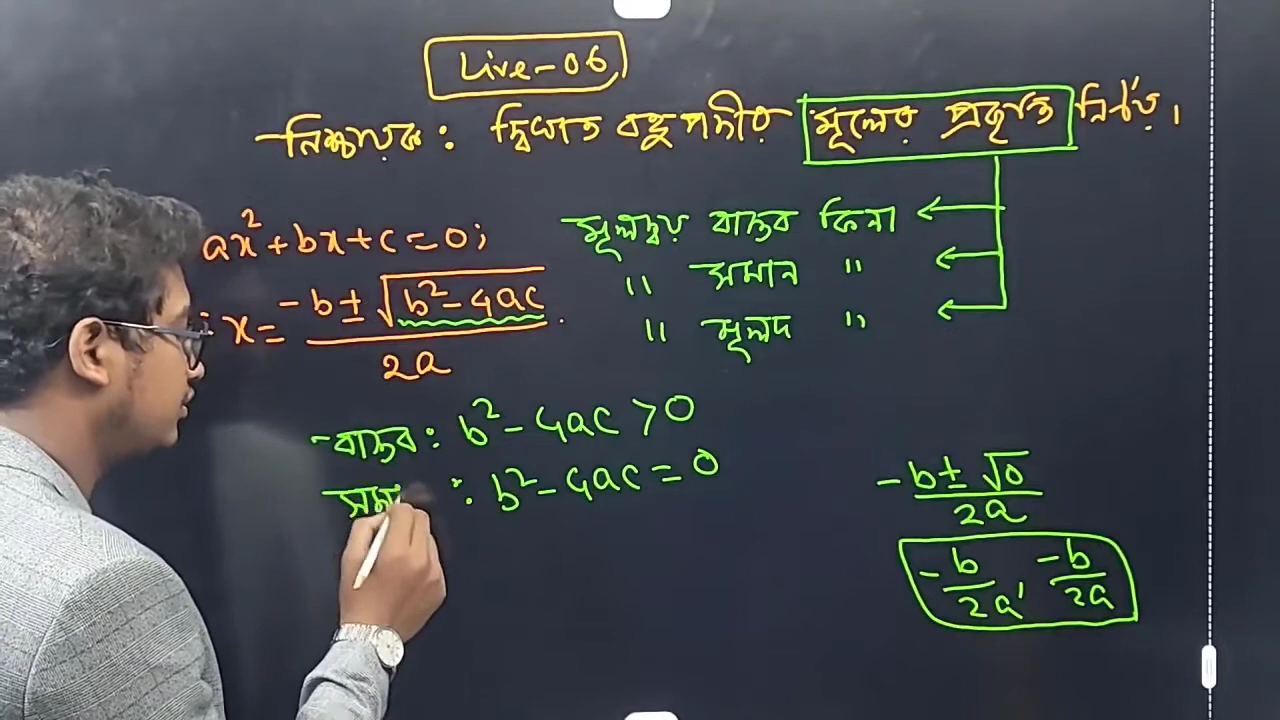 Live-06
নিশ্চায়ক : দ্বিঘাত বহুপদীর মূলের প্রকৃতি নির্ণয়।
ax² + bx + c = 0;
মূলদ্বয় বাস্তব কিনা
" সমান "
" মূলদ "
x = (-b ± √(b² - 4ac)) / 2a
বাস্তব : b² - 4ac > 0
সমান : b² - 4ac = 0
(-b ± √0) / 2a
-b/2a, -b/2a